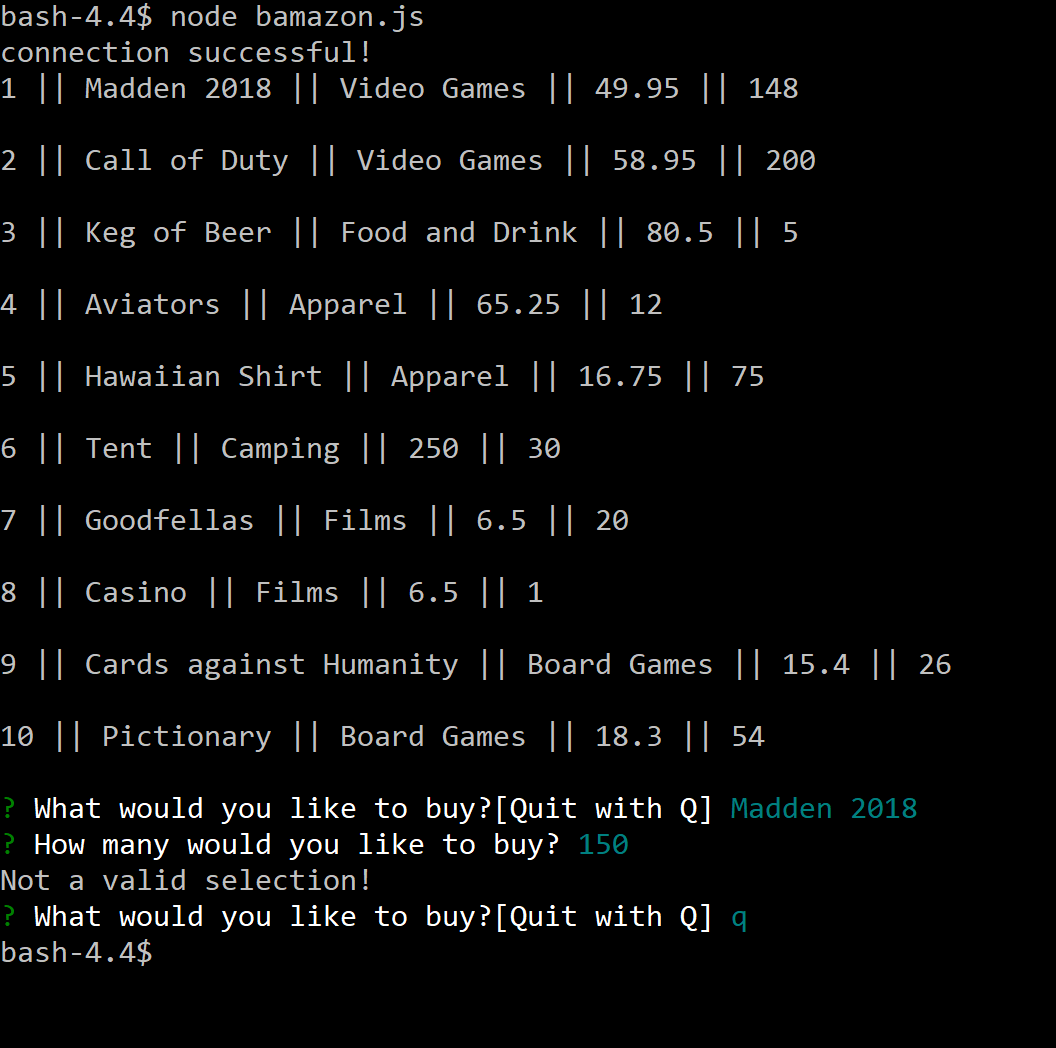 bash-4.4$ node bamazon.js
connection successful!
1 || Madden 2018 || Video Games || 49.95 || 148
2 || Call of Duty || Video Games || 58.95 || 200
3 || Keg of Beer || Food and Drink || 80.5 || 5
4 || Aviators || Apparel || 65.25 || 12
5 || Hawaiian Shirt || Apparel || 16.75 || 75
6 || Tent || Camping || 250 || 30
7 || Goodfellas || Films || 6.5 || 20
8 || Casino || Films || 6.5 || 1
9 || Cards against Humanity || Board Games || 15.4 || 26
10 || Pictionary || Board Games || 18.3 || 54
? What would you like to buy?[Quit with Q] Madden 2018
? How many would you like to buy? 150
Not a valid selection!
? What would you like to buy?[Quit with Q] q
bash-4.4$